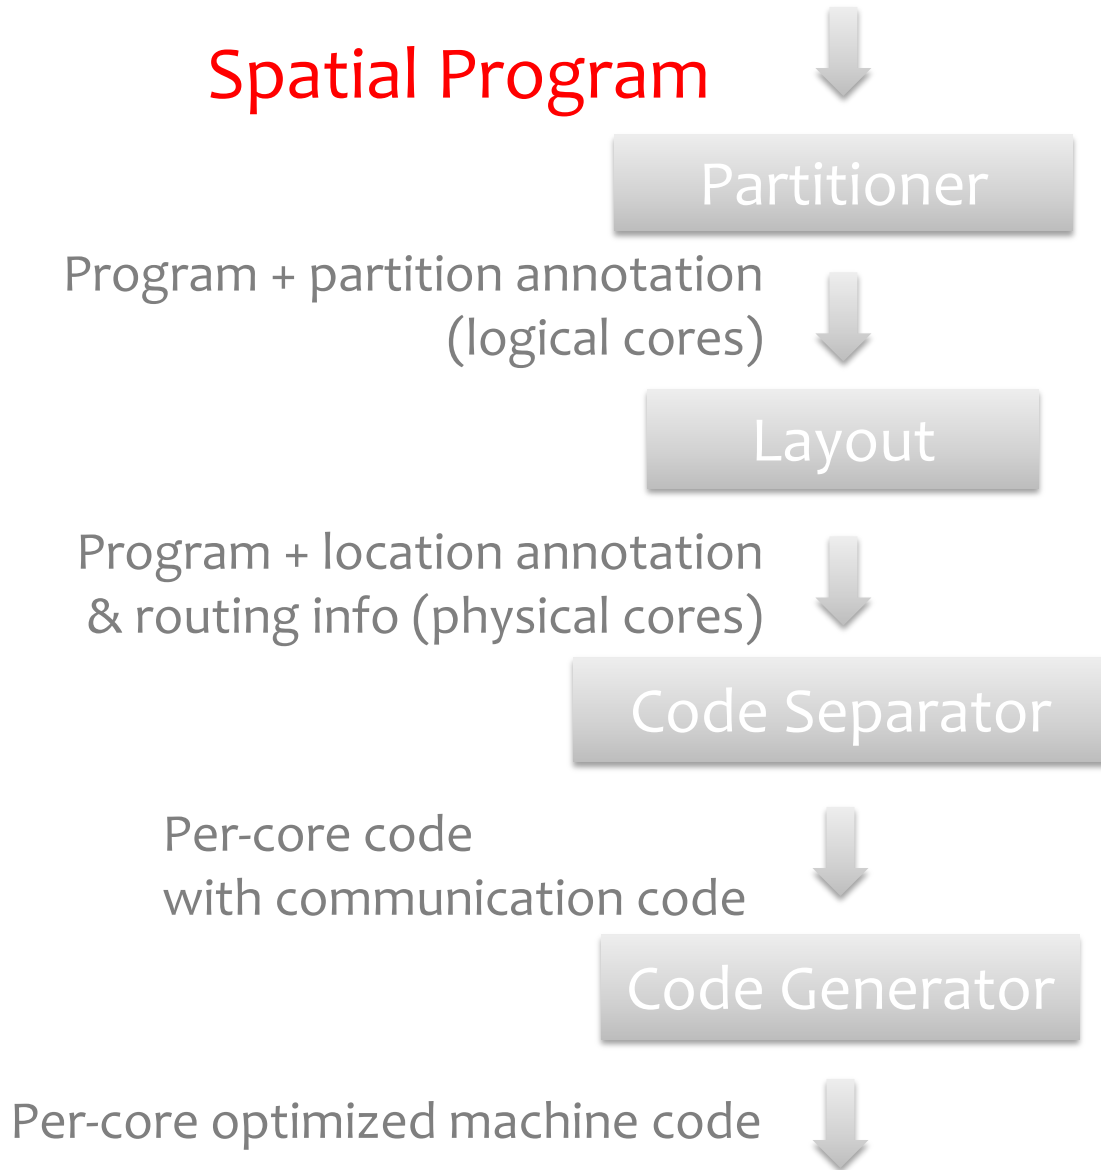 Spatial Program
Partitioner
Program + partition annotation
(logical cores)
Layout
Program + location annotation
& routing info (physical cores)
Code Separator
Per-core code
with communication code
Code Generator
Per-core optimized machine code